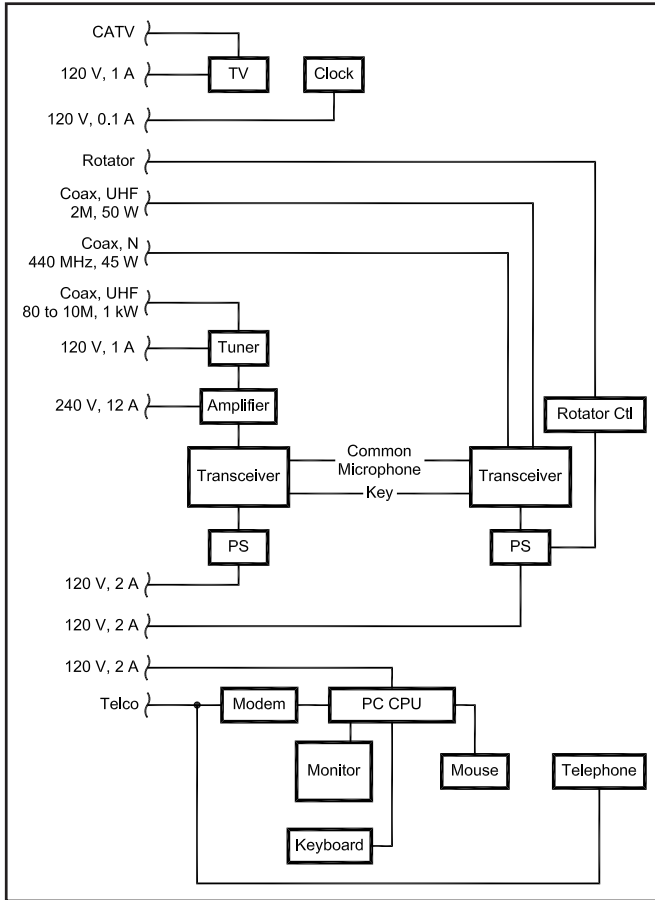 CATV
120 V, 1 A
TV
Clock
120 V, 0.1 A
Rotator
Coax, UHF
2M, 50 W
Coax, N
440 MHz, 45 W
Coax, UHF
80 to 10M, 1 kW
120 V, 1 A
Tuner
240 V, 12 A
Amplifier
Rotator Ctl
Transceiver
Common
Microphone
Key
Transceiver
PS
PS
120 V, 2 A
120 V, 2 A
120 V, 2 A
Telco
Modem
PC CPU
Monitor
Mouse
Telephone
Keyboard